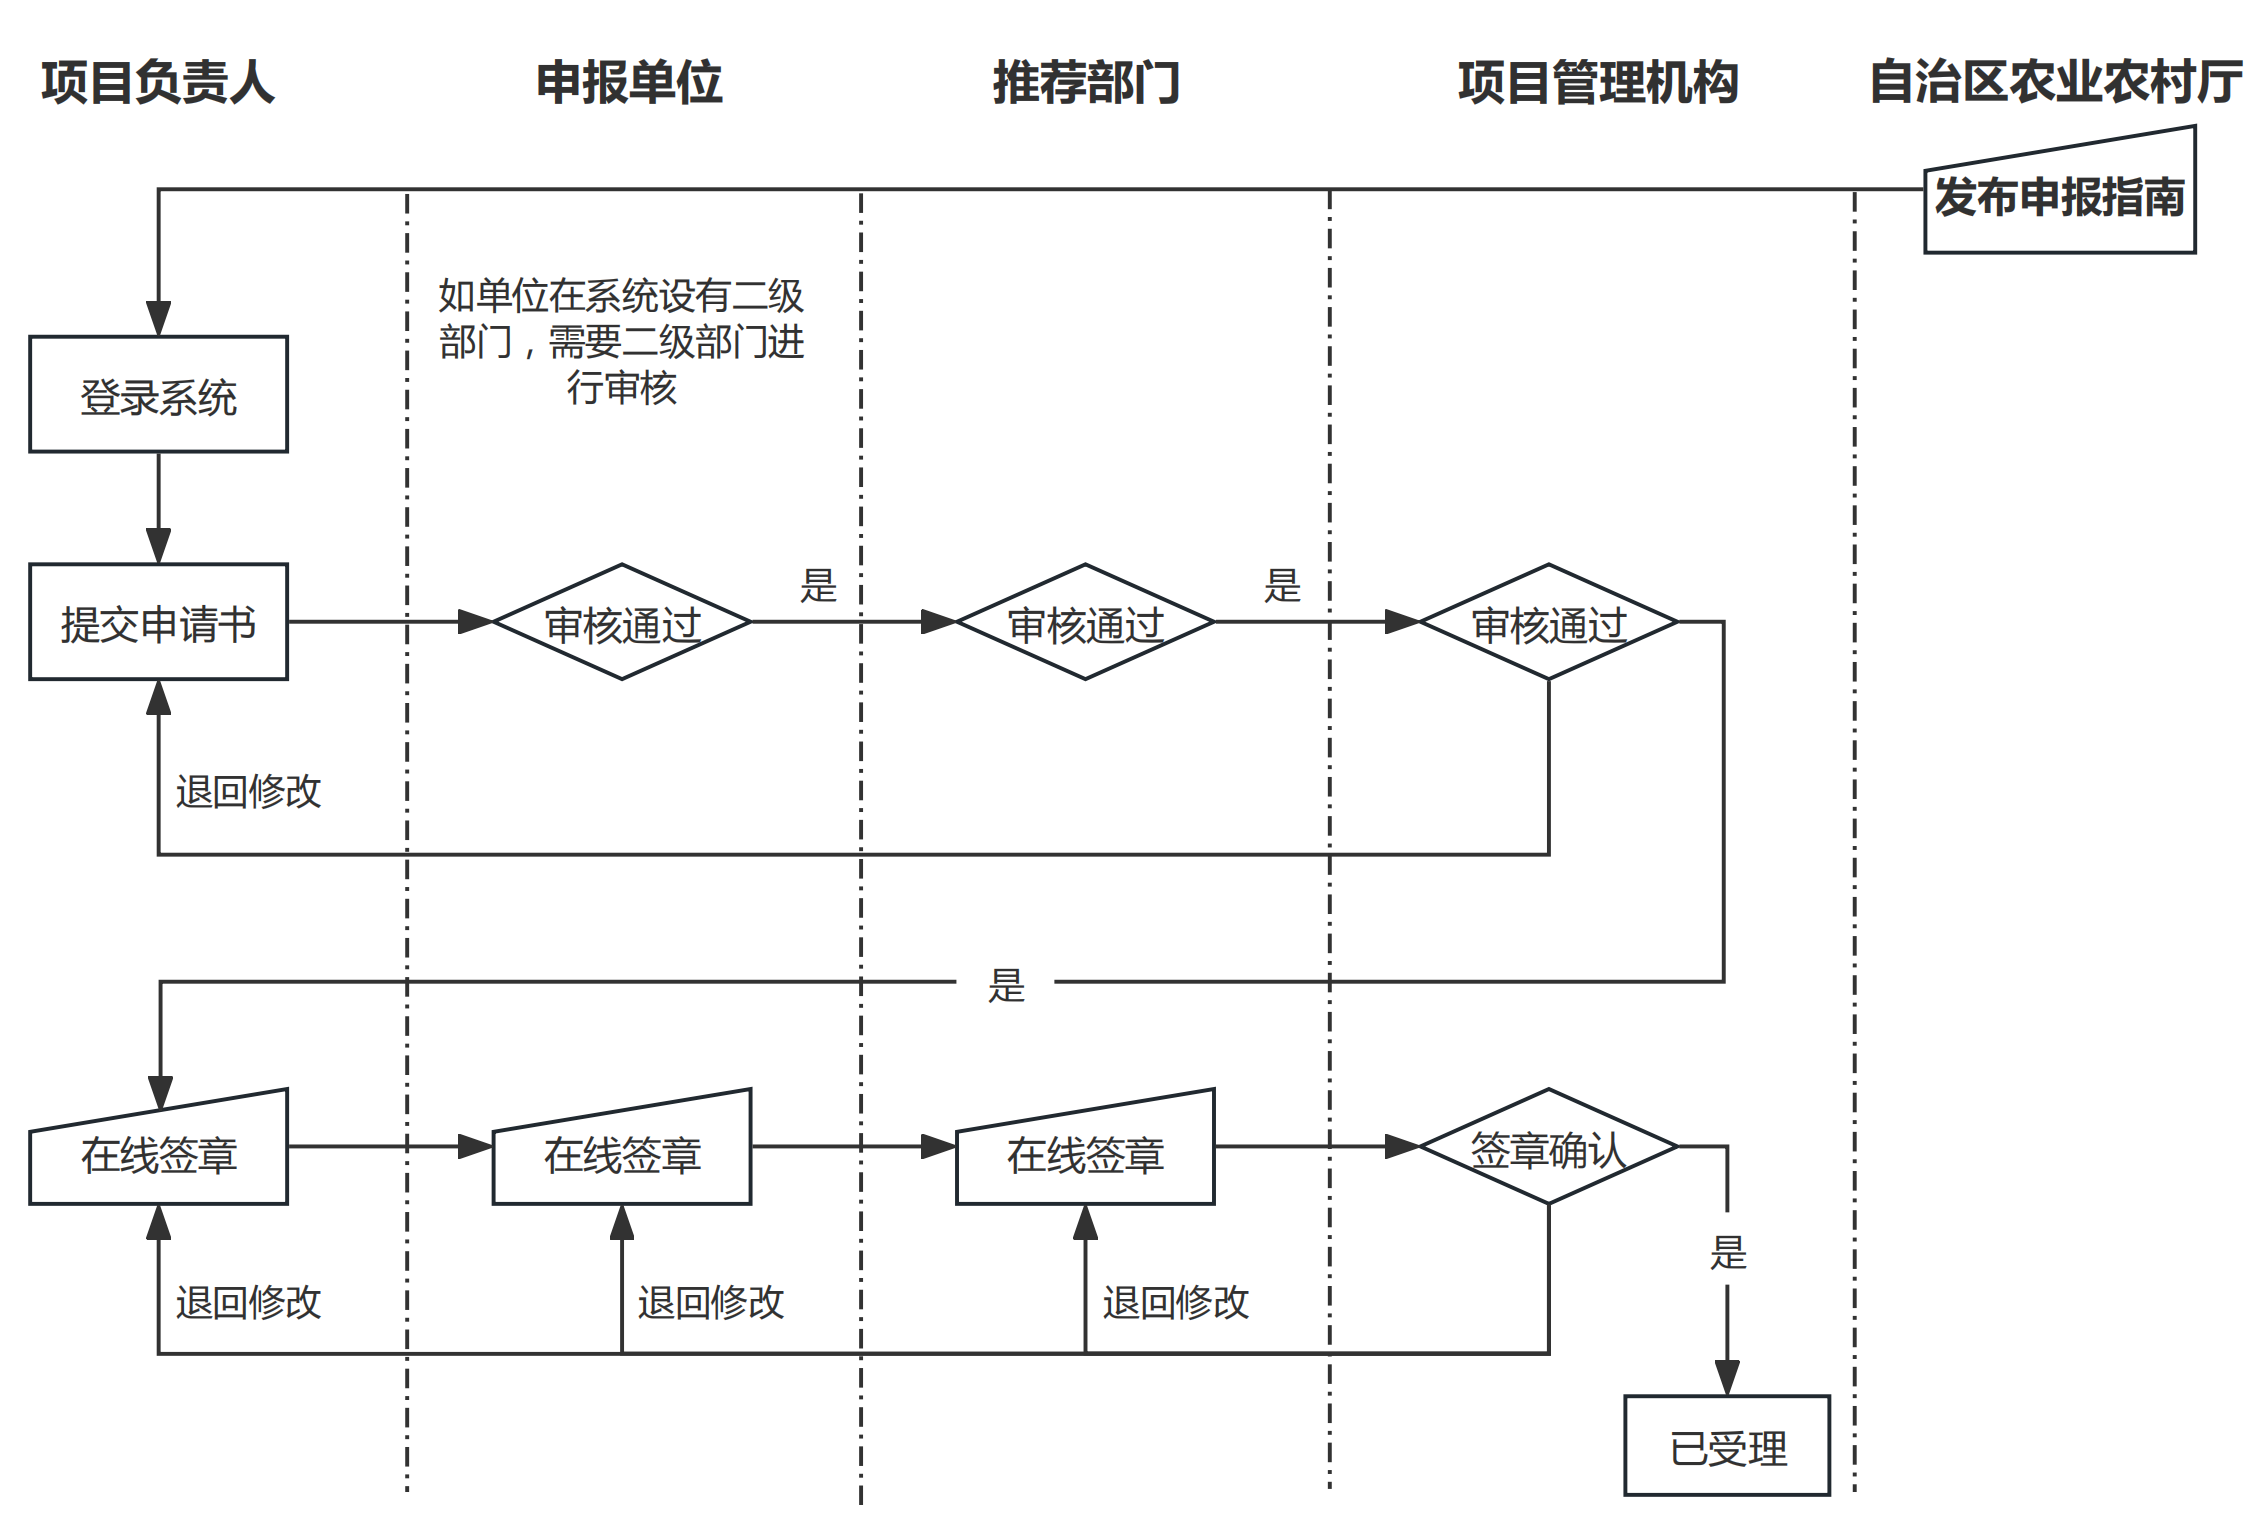 项目负责人
申报单位
推荐部门
项目管理机构
自治区农业农村厅
发布申报指南
如单位在系统设有二级
部门，需要二级部门进
行审核
登录系统
提交申请书
审核通过
是
审核通过
是
审核通过
退回修改
是
在线签章
在线签章
在线签章
签章确认
退回修改
退回修改
退回修改
是
已受理